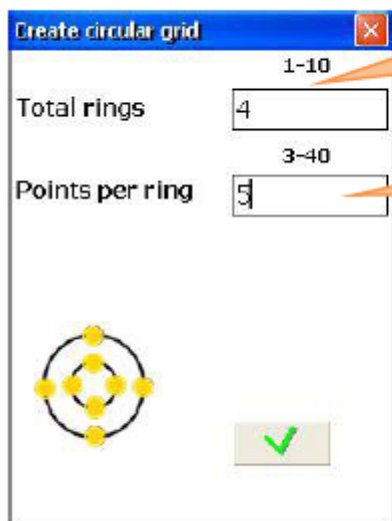 Create circular grid
1-10
Total rings 4
3-40
Points per ring 5